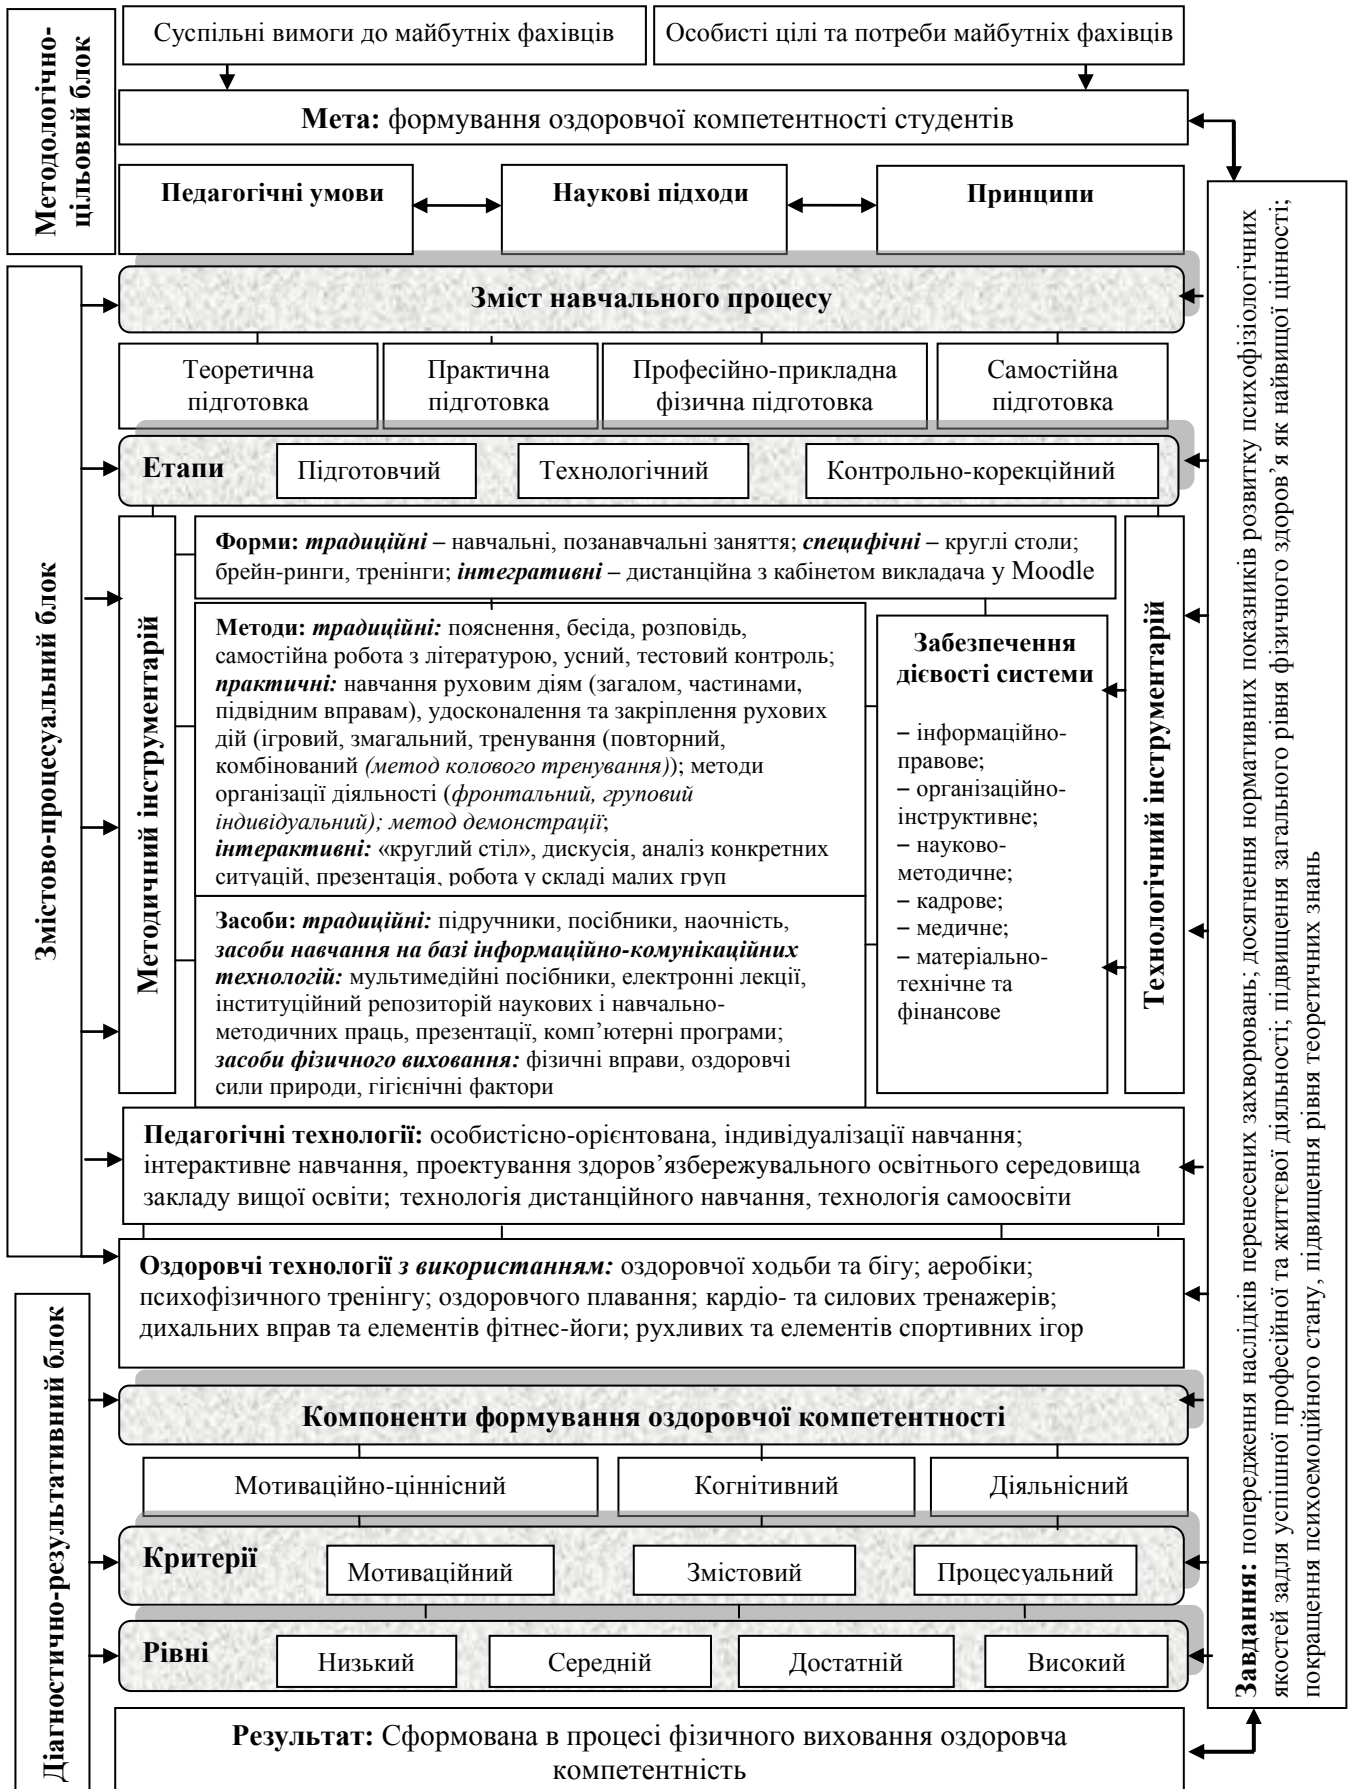 Методологічно-
цільовий блок
Суспільні вимоги до майбутніх фахівців
Особисті цілі та потреби майбутніх фахівців
Мета: формування оздоровчої компетентності студентів
Педагогічні умови
Наукові підходи
Принципи
Змістово-процесуальний блок
Зміст навчального процесу
Теоретична
підготовка
Практична
підготовка
Професійно-прикладна
фізична підготовка
Самостійна
підготовка
Етапи
Підготовчий
Технологічний
Контрольно-корекційний
Методичний інструментарій
Форми: традиційні – навчальні, позанавчальні заняття; специфічні – круглі столи;
брейн-ринги, тренінги; інтегративні – дистанційна з кабінетом викладача у Moodle
Методи: традиційні: пояснення, бесіда, розповідь,
самостійна робота з літературою, усний, тестовий контроль;
практичні: навчання руховим діям (загалом, частинами,
підвідним вправам), удосконалення та закріплення рухових
дій (ігровий, змагальний, тренування (повторний,
комбінований (метод колового тренування)); методи
організації діяльності (фронтальний, груповий
індивідуальний); метод демонстрації;
інтерактивні: «круглий стіл», дискусія, аналіз конкретних
ситуацій, презентація, робота у складі малих груп
Засоби: традиційні: підручники, посібники, наочність,
засоби навчання на базі інформаційно-комунікаційних
технологій: мультимедійні посібники, електронні лекції,
інституційний репозиторій наукових і навчально-
методичних праць, презентації, комп’ютерні програми;
засоби фізичного виховання: фізичні вправи, оздоровчі
сили природи, гігієнічні фактори
Забезпечення
дієвості системи
– інформаційно-
правове;
– організаційно-
інструктивне;
– науково-
методичне;
– кадрове;
– медичне;
– матеріально-
технічне та
фінансове
Технологічний інструментарій
Педагогічні технології: особистісно-орієнтована, індивідуалізації навчання;
інтерактивне навчання, проектування здоров’язбережувального освітнього середовища
закладу вищої освіти; технологія дистанційного навчання, технологія самоосвіти
Оздоровчі технології з використанням: оздоровчої ходьби та бігу; аеробіки;
психофізичного тренінгу; оздоровчого плавання; кардіо- та силових тренажерів;
дихальних вправ та елементів фітнес-йоги; рухливих та елементів спортивних ігор
Діагностично-результативний блок
Компоненти формування оздоровчої компетентності
Мотиваційно-ціннісний
Когнітивний
Діяльнісний
Критерії
Мотиваційний
Змістовий
Процесуальний
Рівні
Низький
Середній
Достатній
Високий
Результат: Сформована в процесі фізичного виховання оздоровча
компетентність
Завдання: попередження наслідків перенесених захворювань; досягнення нормативних показників розвитку психофізіологічних
якостей задля успішної професійної та життєвої діяльності; підвищення загального рівня фізичного здоров’я як найвищої цінності;
покращення психоемоційного стану, підвищення рівня теоретичних знань